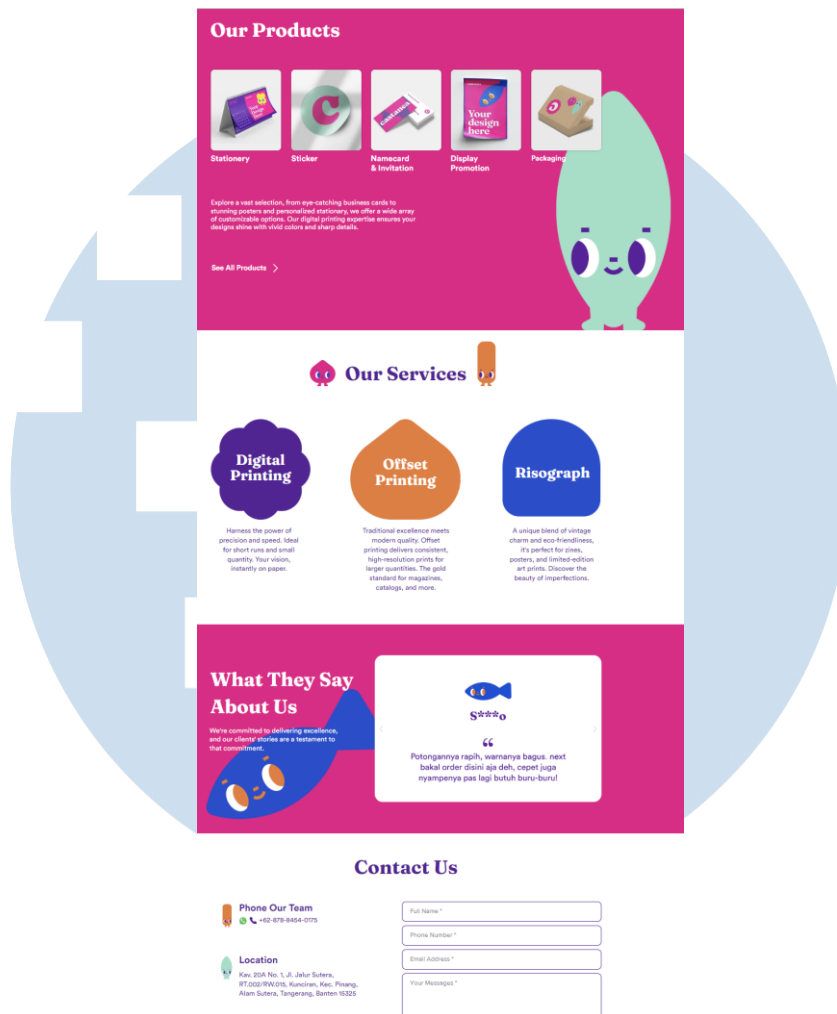 Our Products
Your design here
castanea
C
Your
design
here
Stationery
Sticker
Namecard
& Invitation
Display
Promotion
Packaging
Explore a vast selection, from eye-catching business cards to
stunning posters and personalized stationary, we offer a wide array
of customizable options. Our digital printing expertise ensures your
designs shine with vivid colors and sharp details.
See All Products
Our Services
Digital
Printing
Offset
Printing
Risograph
Harness the power of
precision and speed. Ideal
for short runs and small
quantity. Your vision,
instantly on paper.
Traditional excellence meets
modern quality. Offset
printing delivers consistent,
high-resolution prints for
larger quantities. The gold
standard for magazines,
catalogs, and more.
A unique blend of vintage
charm and eco-friendliness,
it's perfect for zines,
posters, and limited-edition
art prints. Discover the
beauty of imperfections.
What They Say
About Us
We're committed to delivering excellence,
and our clients' stories are a testament to
that commitment.
S***o
“
Potongannya rapih, warnanya bagus. next
bakal order disini aja deh, cepet juga
nyampenya pas lagi butuh buru-buru!
Contact Us
Phone Our Team
+62-878-8454-0175
Location
Kav. 20A No. 1, Jl. Jalur Sutera,
RT.002/RW.015, Kunciran, Kec. Pinang,
Alam Sutera, Tangerang, Banten 15325
Full Name *
Phone Number *
Email Address *
Your Messages *